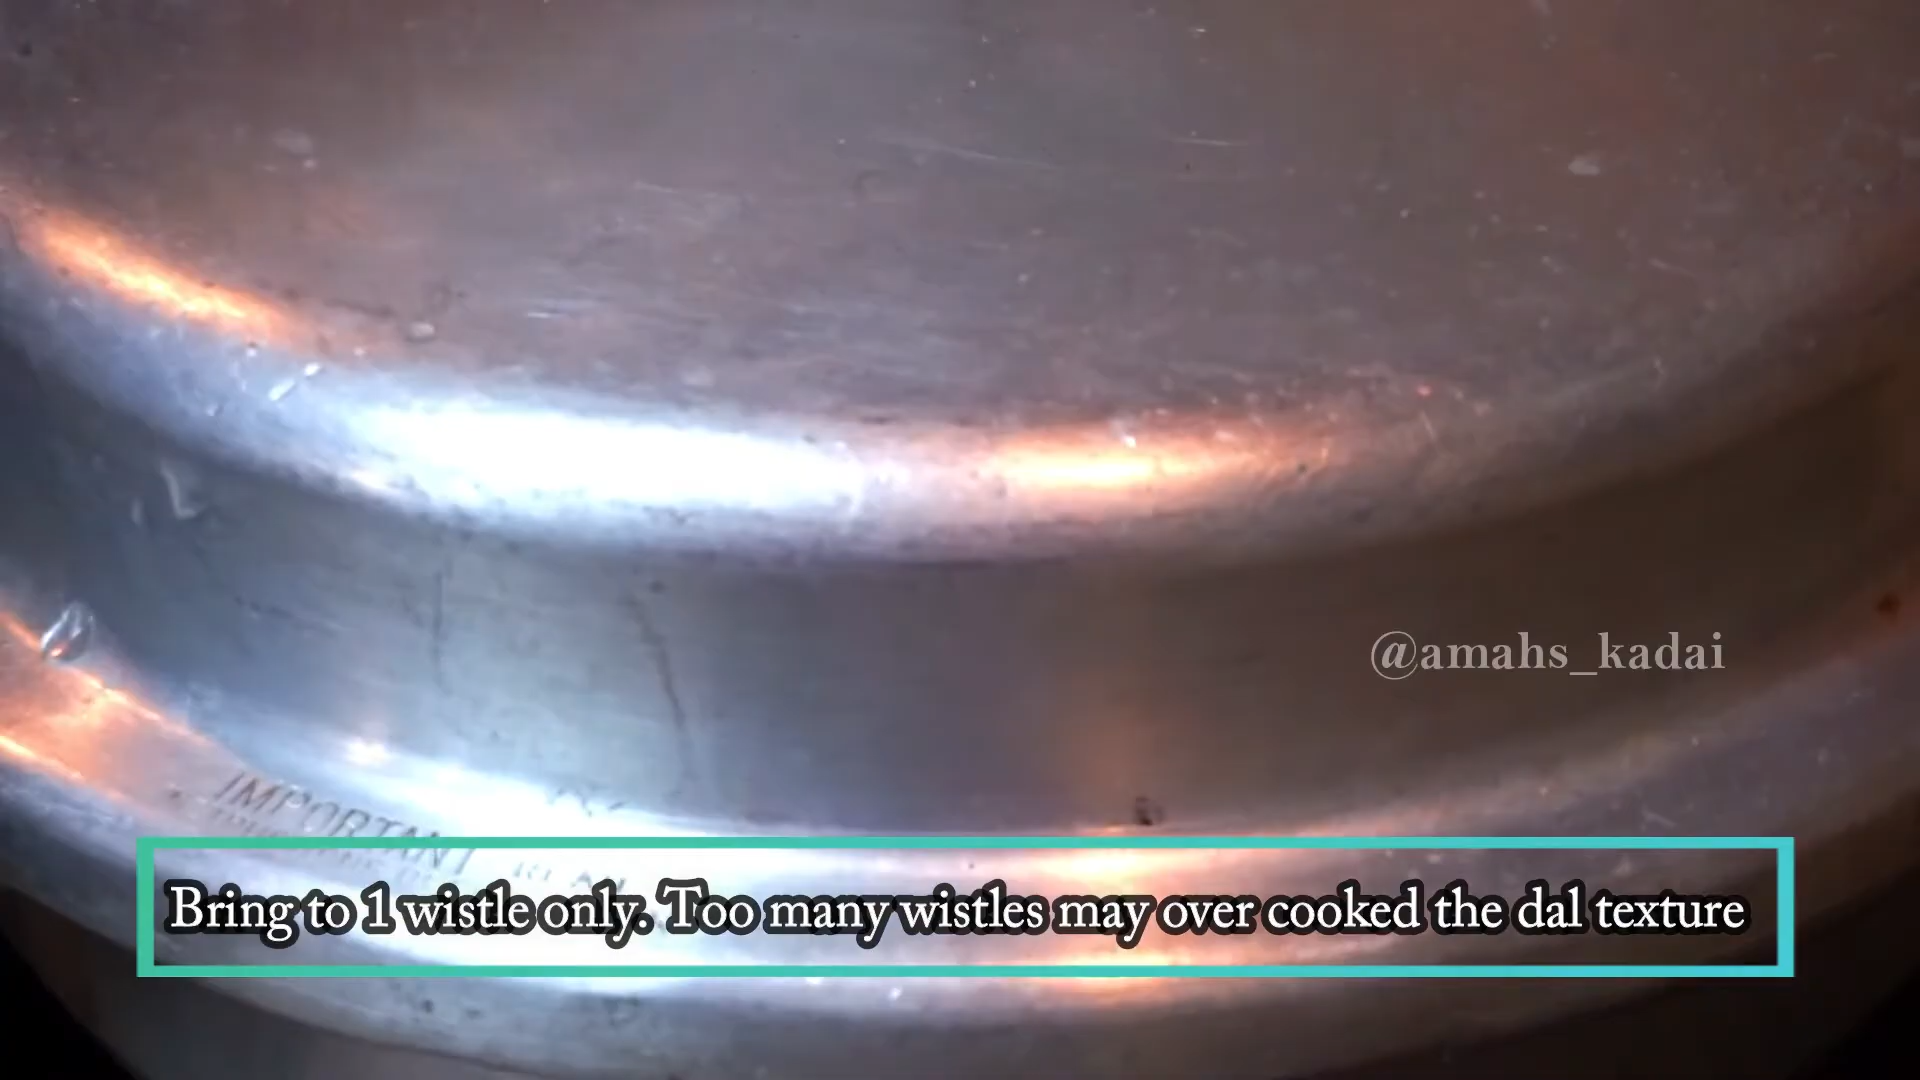 @amahs_kadai
IMPORTANT
Bring to 1 wistle only. Too many wistles may over cooked the dal texture